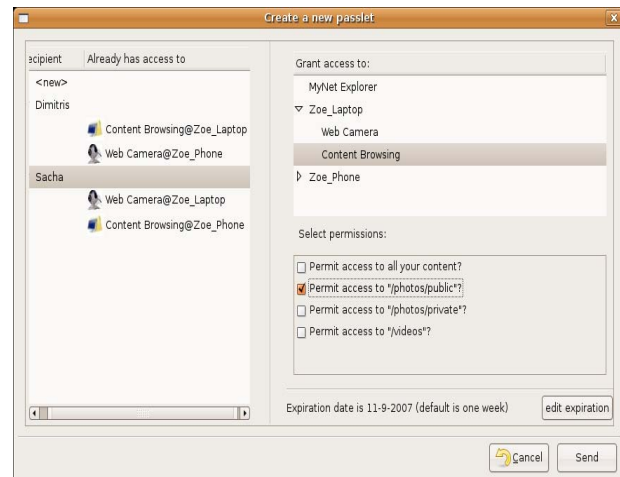 Create a new passlet
ecipient Already has access to
<new>
Dimitris
Content Browsing@Zoe_Laptop
Web Camera@Zoe_Phone
Sacha
Web Camera@Zoe_Laptop
Content Browsing@Zoe_Phone
Grant access to:
MyNet Explorer
Zoe_Laptop
Web Camera
Content Browsing
Zoe_Phone
Select permissions:
Permit access to all your content?
Permit access to "/photos/public"?
Permit access to "/photos/private"?
Permit access to "/videos"?
Expiration date is 11-9-2007 (default is one week)
edit expiration
Cancel
Send